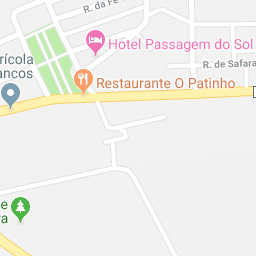 R. da Fe
Hotel Passagem do Sol
rícola
ancos
R. de Safara
Restaurante O Patinho
e
a